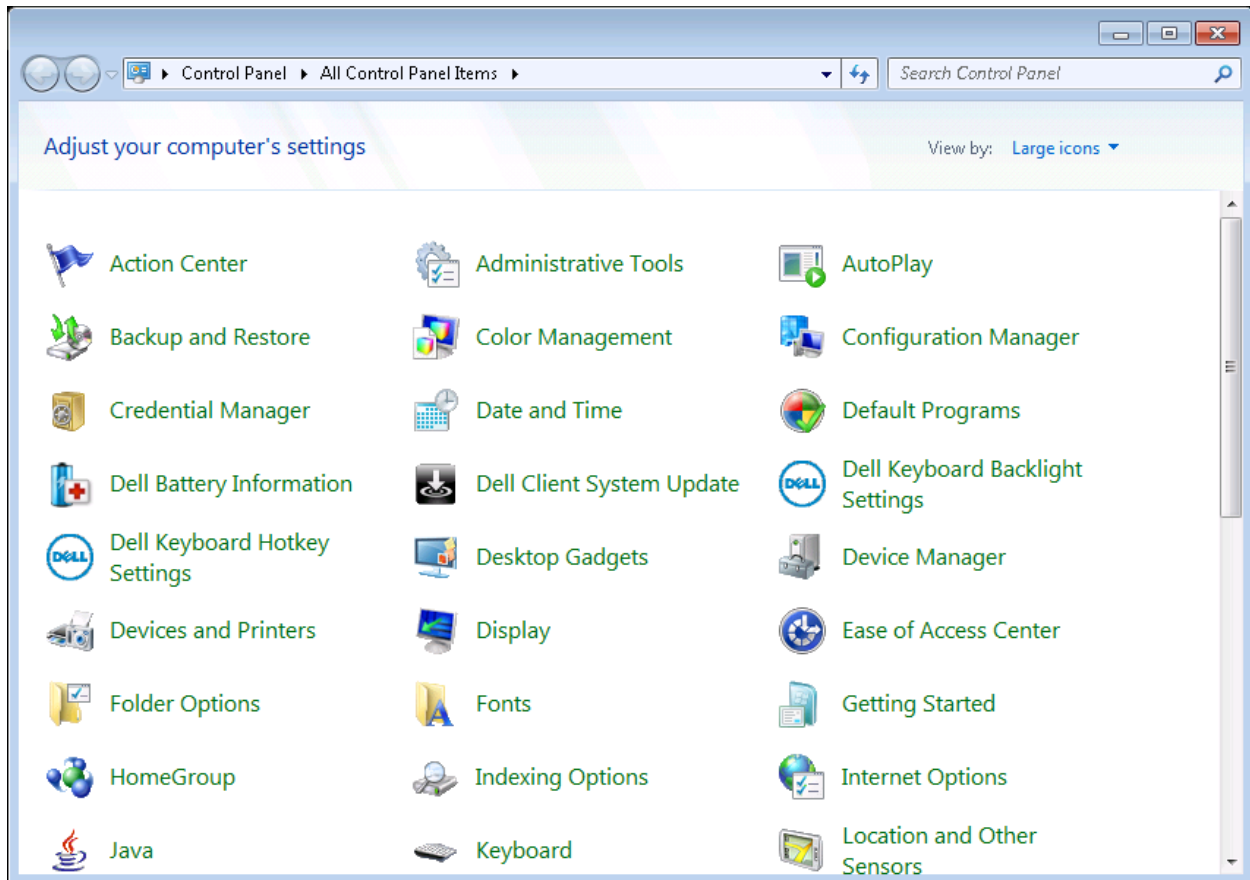 Control Panel All Control Panel Items
Search Control Panel
Adjust your computer's settings
View by: Large icons
Action Center
Administrative Tools
AutoPlay
Backup and Restore
Color Management
Configuration Manager
Credential Manager
Date and Time
Default Programs
Dell Battery Information
Dell Client System Update
DELL
Dell Keyboard Backlight
Settings
DELL
Dell Keyboard Hotkey
Settings
Desktop Gadgets
Device Manager
Devices and Printers
Display
Ease of Access Center
Folder Options
Fonts
Getting Started
HomeGroup
Indexing Options
Internet Options
Java
Keyboard
Location and Other
Sensors